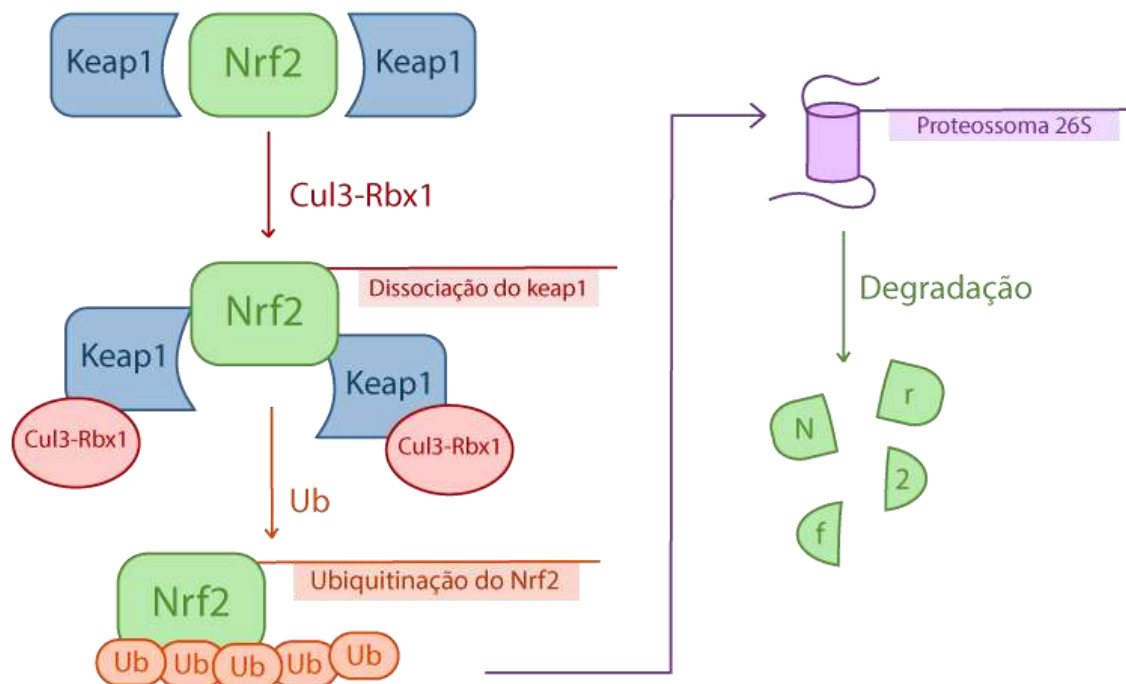 Keap1
Nrf2
Keap1
Cul3-Rbx1
Nrf2
Dissociação do keap1
Keap1
Keap1
Cul3-Rbx1
Cul3-Rbx1
Ub
Nrf2
Ubiquitinação do Nrf2
Ub
Ub
Ub
Ub
Ub
Proteossoma 26S
Degradação
N
r
2
f